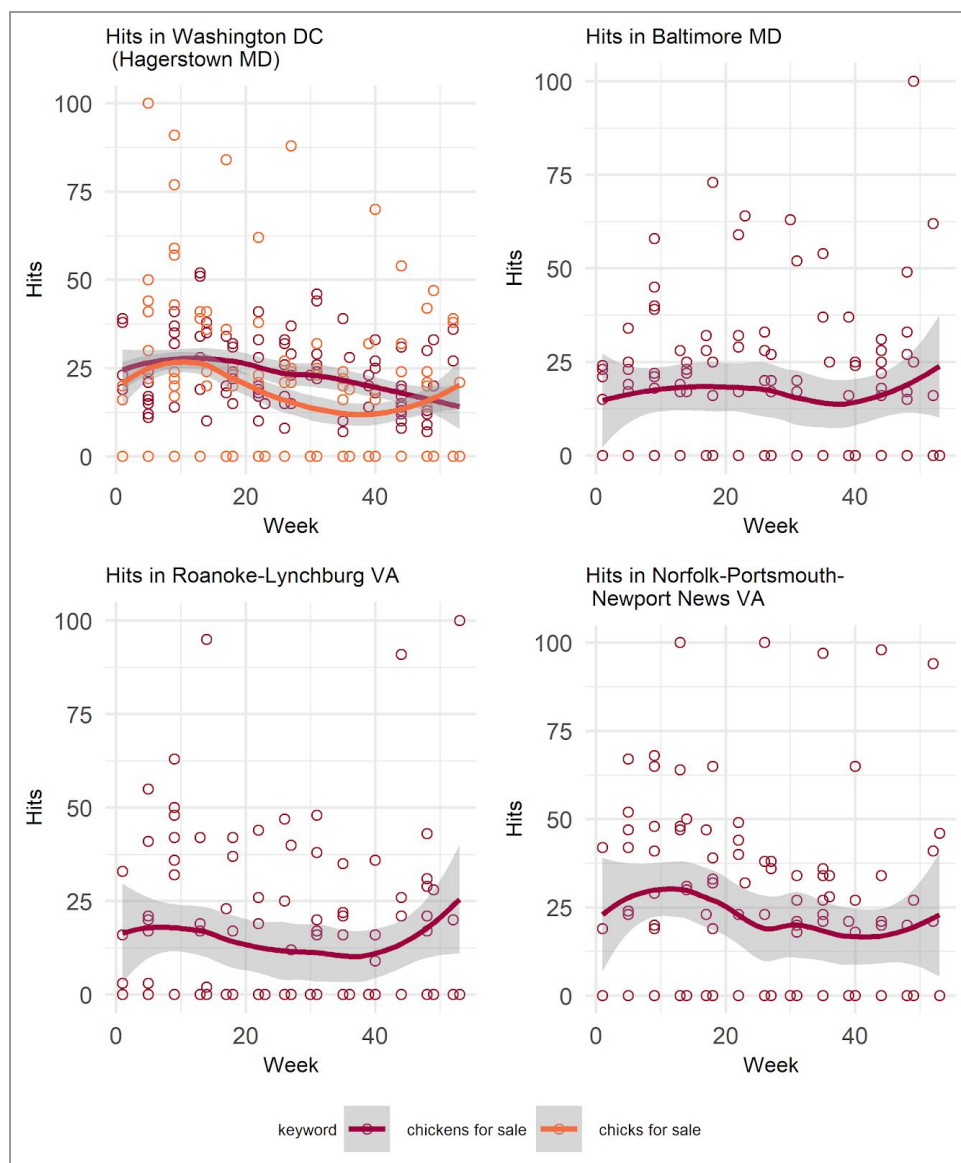 Hits in Washington DC
(Hagerstown MD)
100
75
50
25
0
Hits
0 20 40
Week
Hits in Baltimore MD
100
75
50
25
0
Hits
0 20 40
Week
Hits in Roanoke-Lynchburg VA
100
75
50
25
0
Hits
0 20 40
Week
Hits in Norfolk-Portsmouth-
Newport News VA
100
75
50
25
0
Hits
0 20 40
Week
keyword chickens for sale chicks for sale